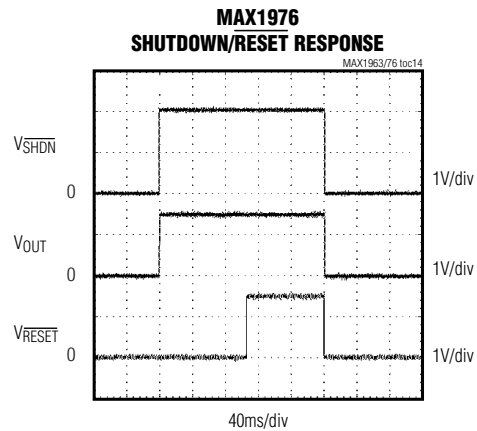 MAX1976
SHUTDOWN/RESET RESPONSE
MAX1963/76 toc14
VSHDN
0
1V/div
VOUT
0
1V/div
VRESET
0
1V/div
40ms/div